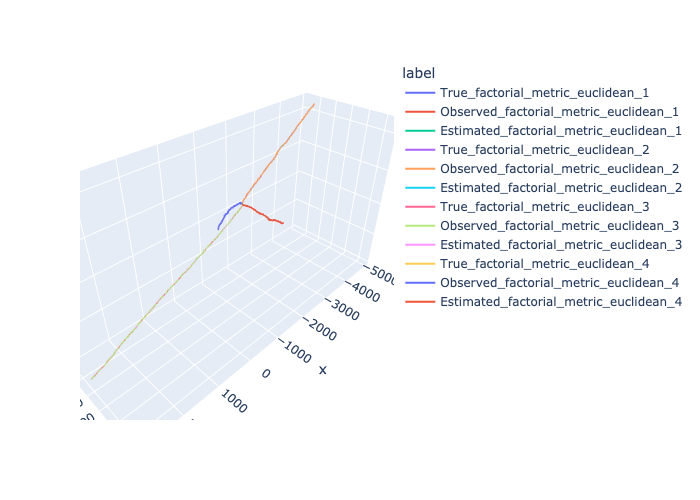 label
True_factorial_metric_euclidean_1
Observed_factorial_metric_euclidean_1
Estimated_factorial_metric_euclidean_1
True_factorial_metric_euclidean_2
Observed_factorial_metric_euclidean_2
Estimated_factorial_metric_euclidean_2
True_factorial_metric_euclidean_3
Observed_factorial_metric_euclidean_3
Estimated_factorial_metric_euclidean_3
True_factorial_metric_euclidean_4
Observed_factorial_metric_euclidean_4
Estimated_factorial_metric_euclidean_4
−5000
−4000
−3000
−2000
−1000
0
1000
x